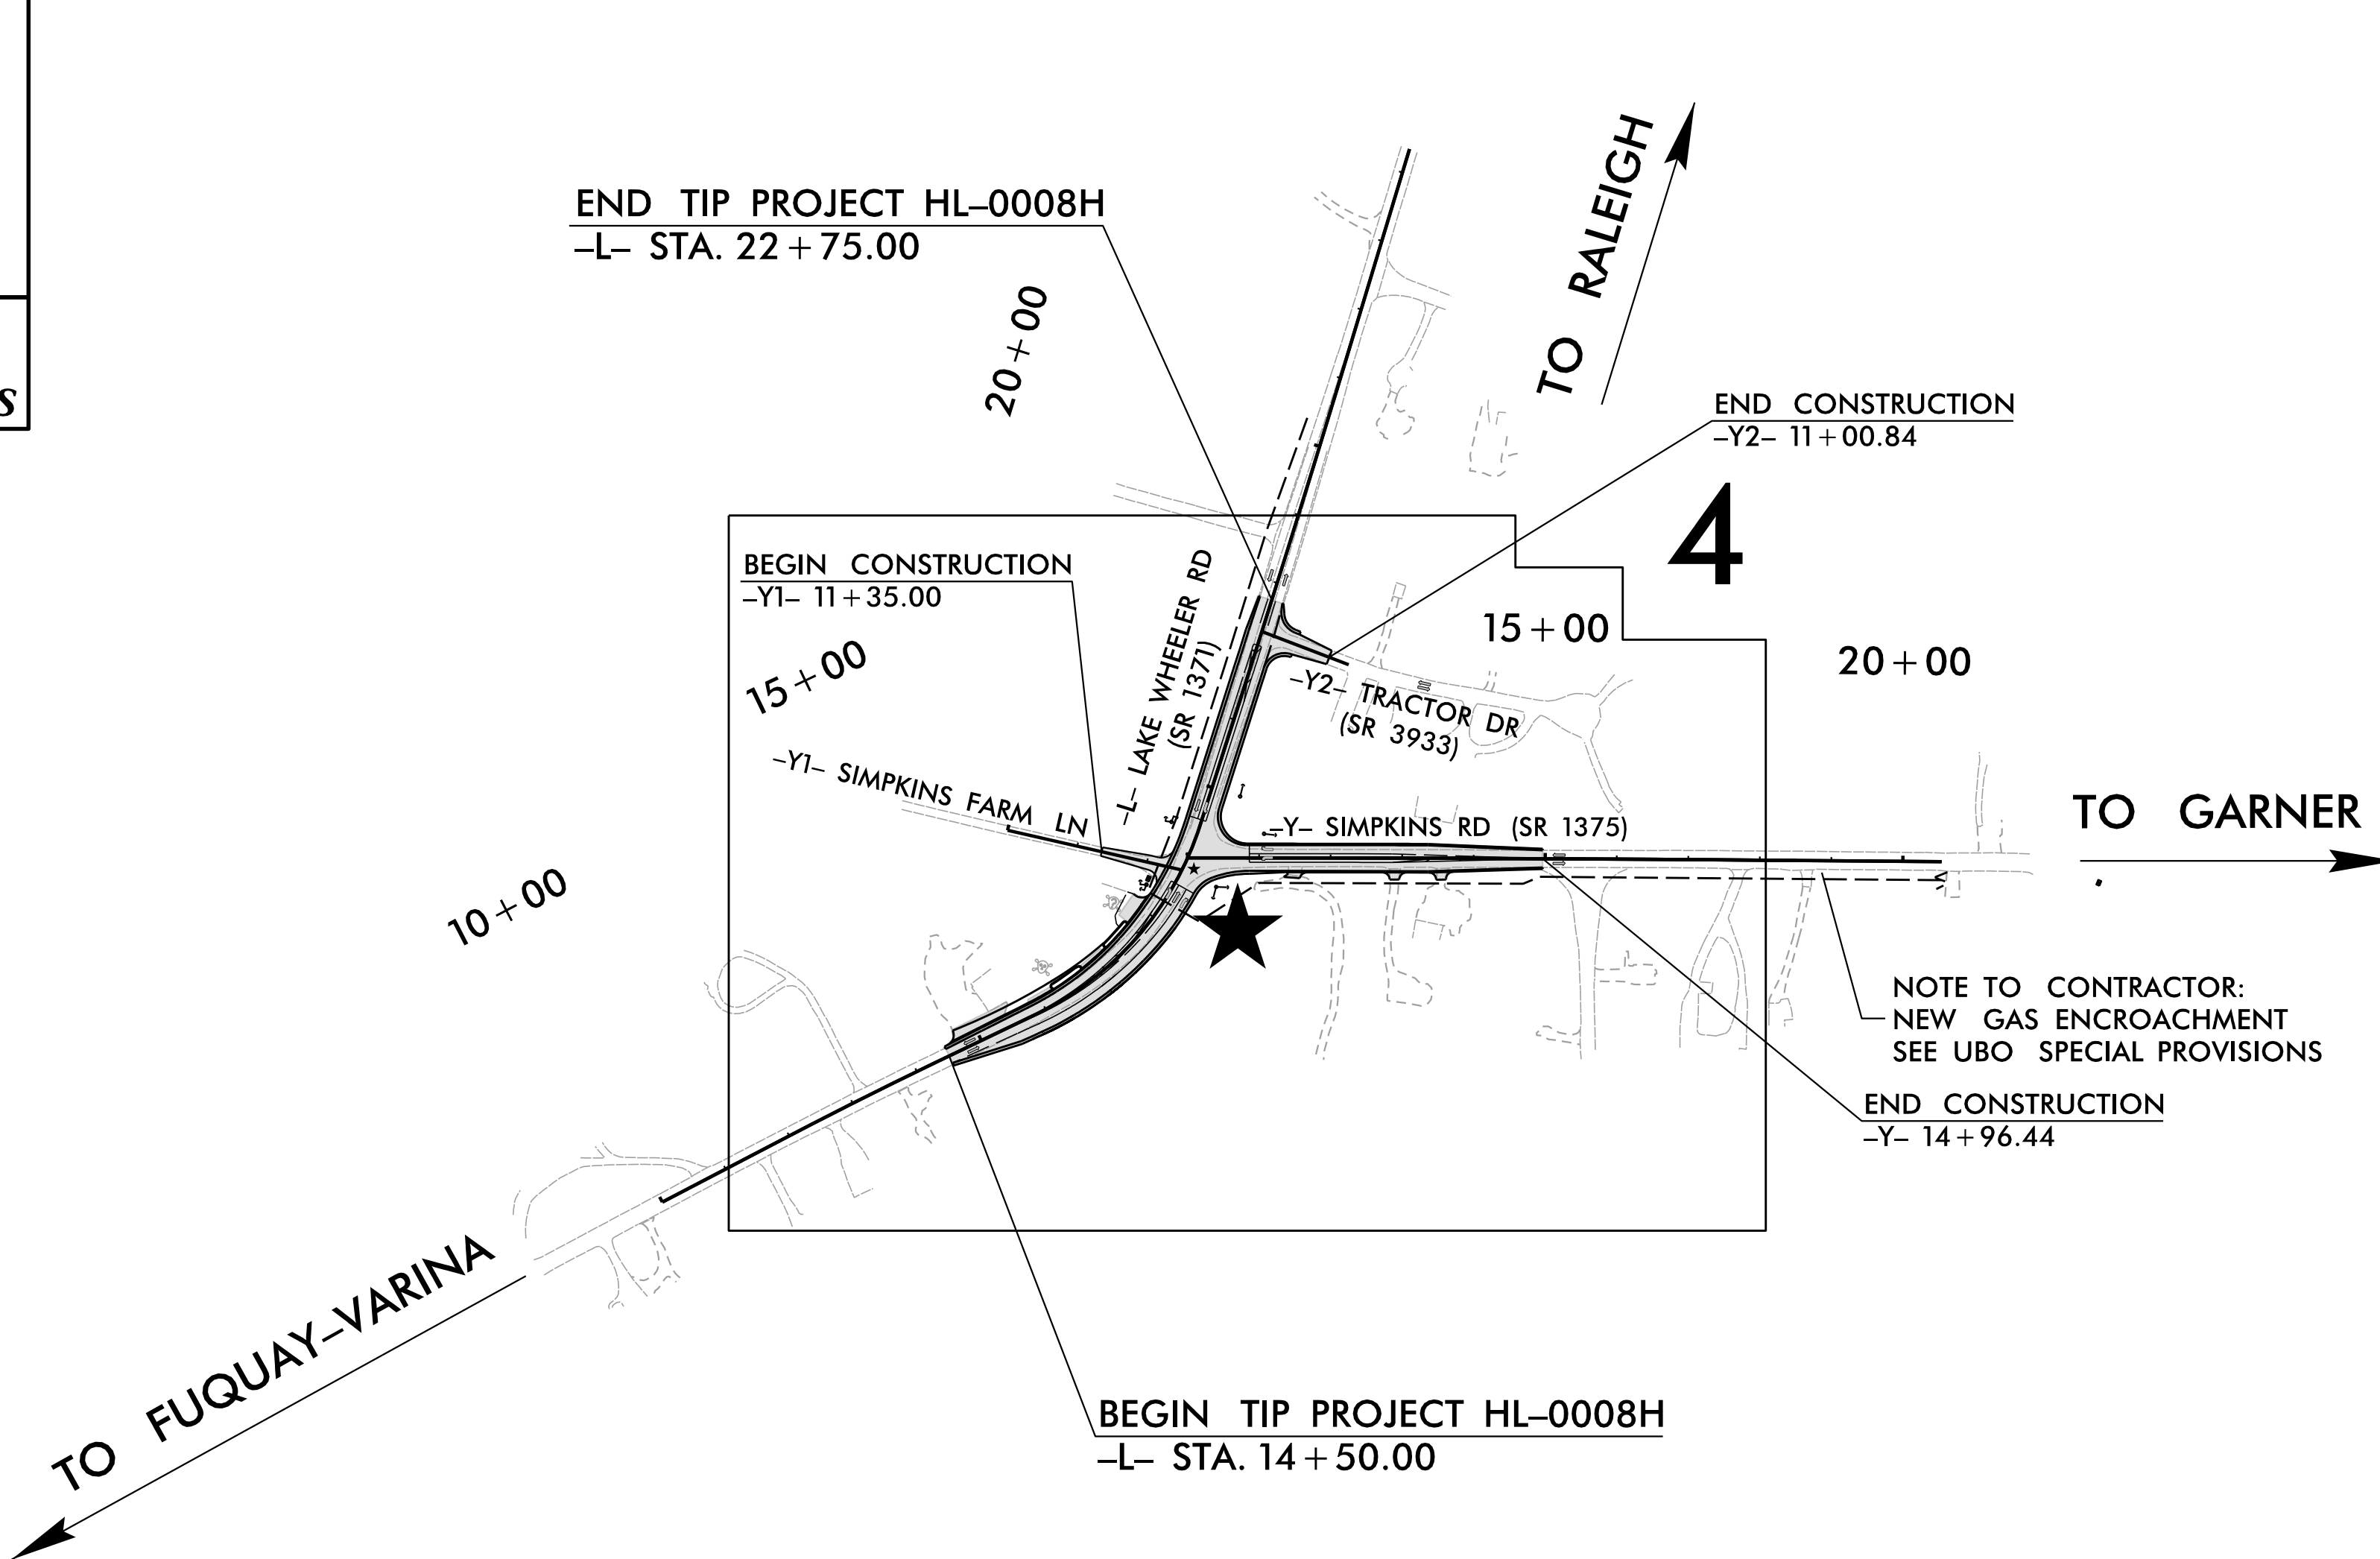 END TIP PROJECT HL–0008H
–L– STA. 22+75.00
20+00
TO RALEIGH
END CONSTRUCTION
–Y2– 11+00.84
s
4
BEGIN CONSTRUCTION
–Y1– 11+35.00
–L– LAKE WHEELER RD
(SR 1371)
15+00
15+00
20+00
–Y2– TRACTOR DR
(SR 3933)
–Y1– SIMPKINS FARM LN
–Y– SIMPKINS RD (SR 1375)
TO GARNER
10+00
NOTE TO CONTRACTOR:
NEW GAS ENCROACHMENT
SEE UBO SPECIAL PROVISIONS
END CONSTRUCTION
–Y– 14+96.44
TO FUQUAY–VARINA
BEGIN TIP PROJECT HL–0008H
–L– STA. 14+50.00